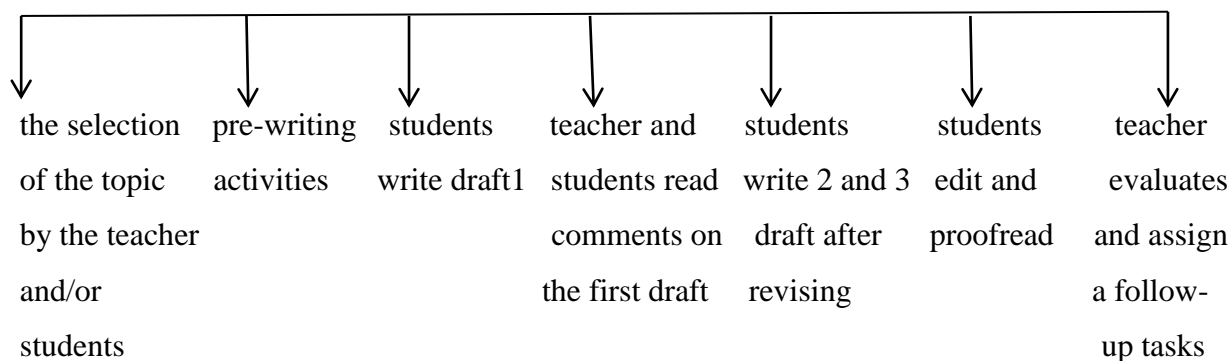 the selection
of the topic
by the teacher
and/or
students
pre-writing
activities
students
write draft1
teacher and
students read
comments on
the first draft
students
write 2 and 3
draft after
revising
students
edit and
proofread
teacher
evaluates
and assign
a follow-
up tasks